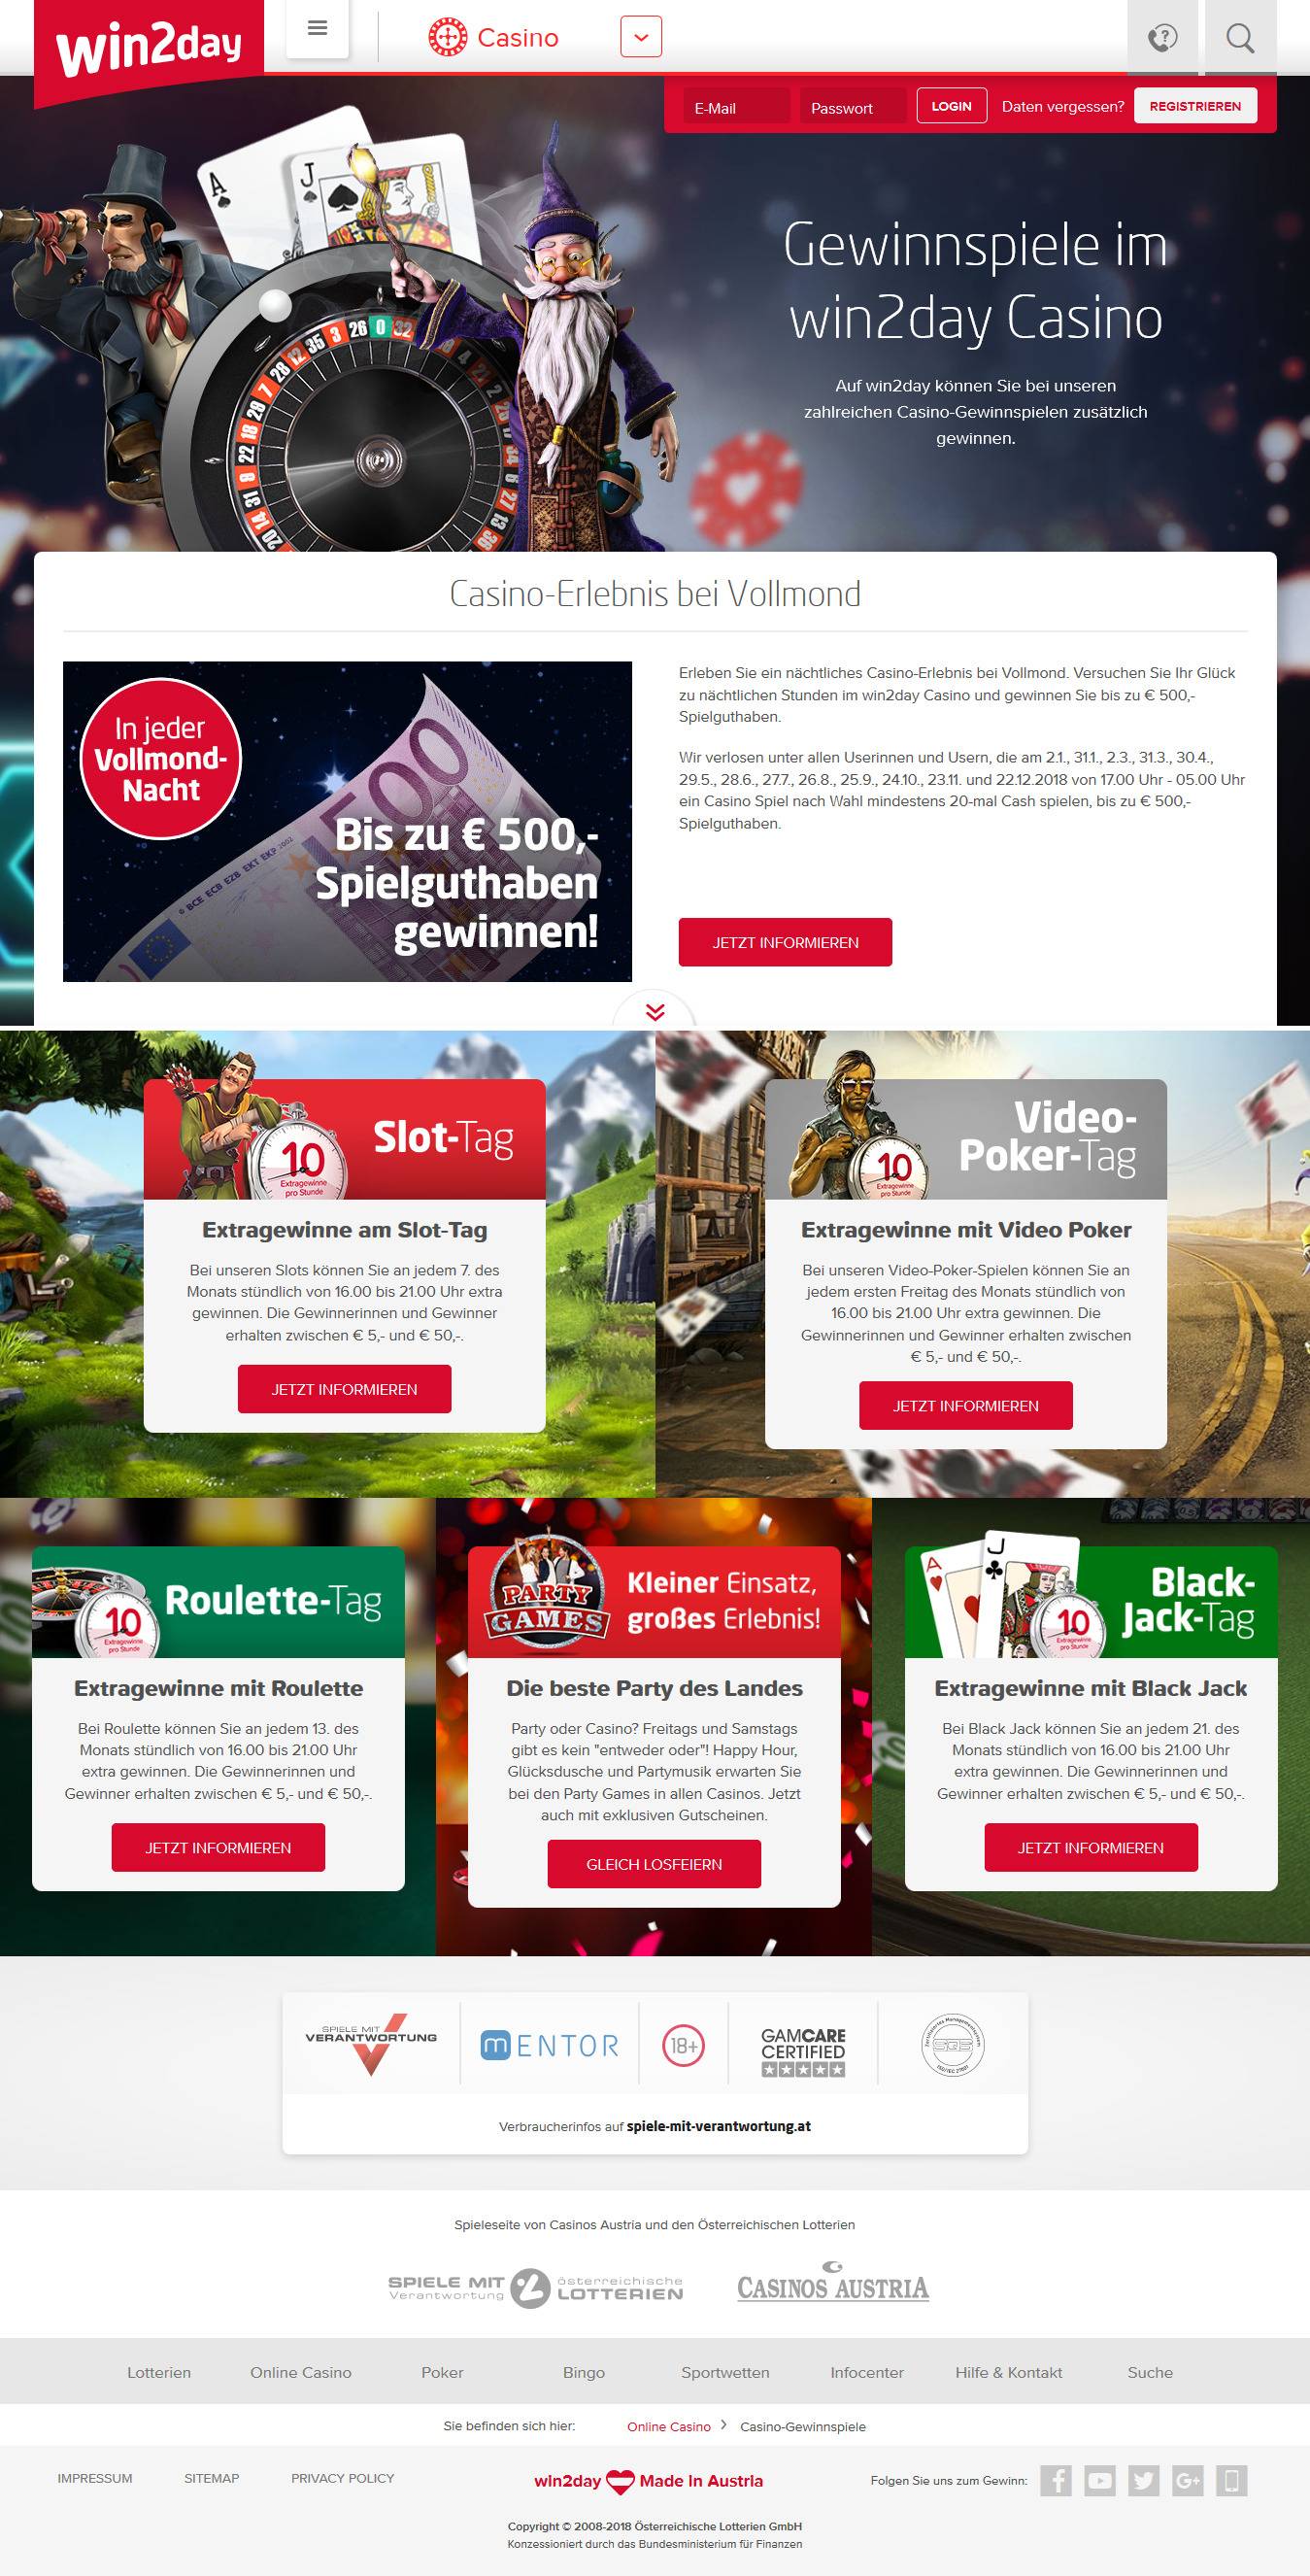 win2day
Casino
E-Mail
Passwort
LOGIN
Daten vergessen?
REGISTRIEREN
Gewinnspiele im
win2day Casino
Auf win2day können Sie bei unseren
zahlreichen Casino-Gewinnspielen zusätzlich
gewinnen.
Casino-Erlebnis bei Vollmond
In jeder
Vollmond-
Nacht
Bis zu € 500,-
Spielguthaben
gewinnen!
Erleben Sie ein nächtliches Casino-Erlebnis bei Vollmond. Versuchen Sie Ihr Glück
zu nächtlichen Stunden im win2day Casino und gewinnen Sie bis zu € 500,-
Spielguthaben.
Wir verlosen unter allen Userinnen und Usern, die am 2.1., 31.1., 2.3., 31.3., 30.4.,
29.5., 28.6., 27.7., 26.8., 25.9., 24.10., 23.11. und 22.12.2018 von 17.00 Uhr - 05.00 Uhr
ein Casino Spiel nach Wahl mindestens 20-mal Cash spielen, bis zu € 500,-
Spielguthaben.
JETZT INFORMIEREN
10
Extragewinne
pro Stunde
Slot-Tag
Extragewinne am Slot-Tag
Bei unseren Slots können Sie an jedem 7. des
Monats stündlich von 16.00 bis 21.00 Uhr extra
gewinnen. Die Gewinnerinnen und Gewinner
erhalten zwischen € 5,- und € 50,-.
JETZT INFORMIEREN
10
Extragewinne
pro Stunde
Video-
Poker-Tag
Extragewinne mit Video Poker
Bei unseren Video-Poker-Spielen können Sie an
jedem ersten Freitag des Monats stündlich von
16.00 bis 21.00 Uhr extra gewinnen. Die
Gewinnerinnen und Gewinner erhalten zwischen
€ 5,- und € 50,-.
JETZT INFORMIEREN
10
Extragewinne
pro Stunde
Roulette-Tag
Extragewinne mit Roulette
Bei Roulette können Sie an jedem 13. des
Monats stündlich von 16.00 bis 21.00 Uhr
extra gewinnen. Die Gewinnerinnen und
Gewinner erhalten zwischen € 5,- und € 50,-.
JETZT INFORMIEREN
PARTY
GAMES
Kleiner Einsatz,
großes Erlebnis!
Die beste Party des Landes
Party oder Casino? Freitags und Samstags
gibt es kein "entweder oder"! Happy Hour,
Glücksdusche und Partymusik erwarten Sie
bei den Party Games in allen Casinos. Jetzt
auch mit exklusiven Gutscheinen.
GLEICH LOSFEIERN
10
Extragewinne
pro Stunde
Black-
Jack-Tag
Extragewinne mit Black Jack
Bei Black Jack können Sie an jedem 21. des
Monats stündlich von 16.00 bis 21.00 Uhr
extra gewinnen. Die Gewinnerinnen und
Gewinner erhalten zwischen € 5,- und € 50,-.
JETZT INFORMIEREN
SPIELE MIT
VERANTWORTUNG
mENTOR
18+
GAMCARE
CERTIFIED
SGS
Verbraucherinfos auf spiele-mit-verantwortung.at
Spieleseite von Casinos Austria und den Österreichischen Lotterien
SPIELE MIT
Verantwortung
österreichische
LOTTERIEN
CASINOS AUSTRIA
Lotterien
Online Casino
Poker
Bingo
Sportwetten
Infocenter
Hilfe & Kontakt
Suche
Sie befinden sich hier:
Online Casino
Casino-Gewinnspiele
IMPRESSUM
SITEMAP
PRIVACY POLICY
win2day Made In Austria
Folgen Sie uns zum Gewinn:
Copyright © 2008-2018 Österreichische Lotterien GmbH
Konzessioniert durch das Bundesministerium für Finanzen